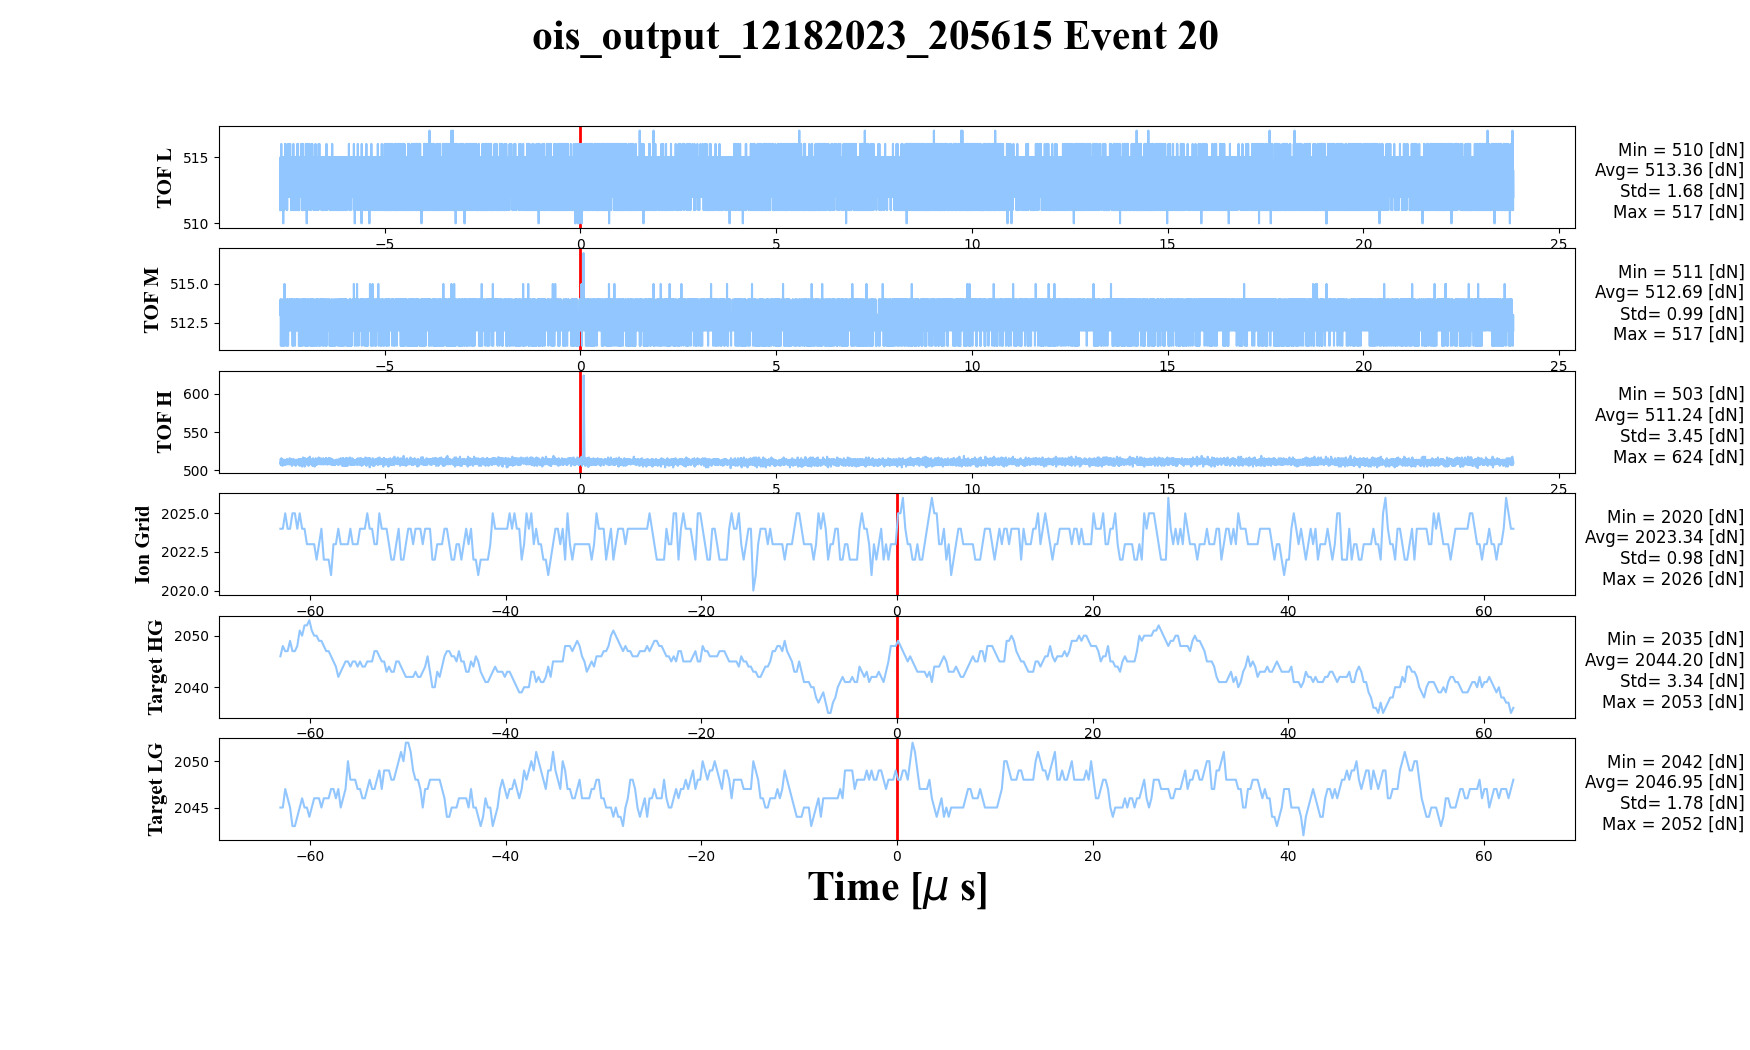 ois_output_12182023_205615 Event 20
TOF L
515
510
−5 0 5 10 15 20 25
Min = 510 [dN]
Avg= 513.36 [dN]
Std= 1.68 [dN]
Max = 517 [dN]
TOF M
515.0
512.5
−5 0 5 10 15 20 25
Min = 511 [dN]
Avg= 512.69 [dN]
Std= 0.99 [dN]
Max = 517 [dN]
TOF H
600
550
500
−5 0 5 10 15 20 25
Min = 503 [dN]
Avg= 511.24 [dN]
Std= 3.45 [dN]
Max = 624 [dN]
Ion Grid
2025.0
2022.5
2020.0
−60 −40 −20 0 20 40 60
Min = 2020 [dN]
Avg= 2023.34 [dN]
Std= 0.98 [dN]
Max = 2026 [dN]
Target HG
2050
2040
−60 −40 −20 0 20 40 60
Min = 2035 [dN]
Avg= 2044.20 [dN]
Std= 3.34 [dN]
Max = 2053 [dN]
Target LG
2050
2045
−60 −40 −20 0 20 40 60
Min = 2042 [dN]
Avg= 2046.95 [dN]
Std= 1.78 [dN]
Max = 2052 [dN]
Time [μ s]